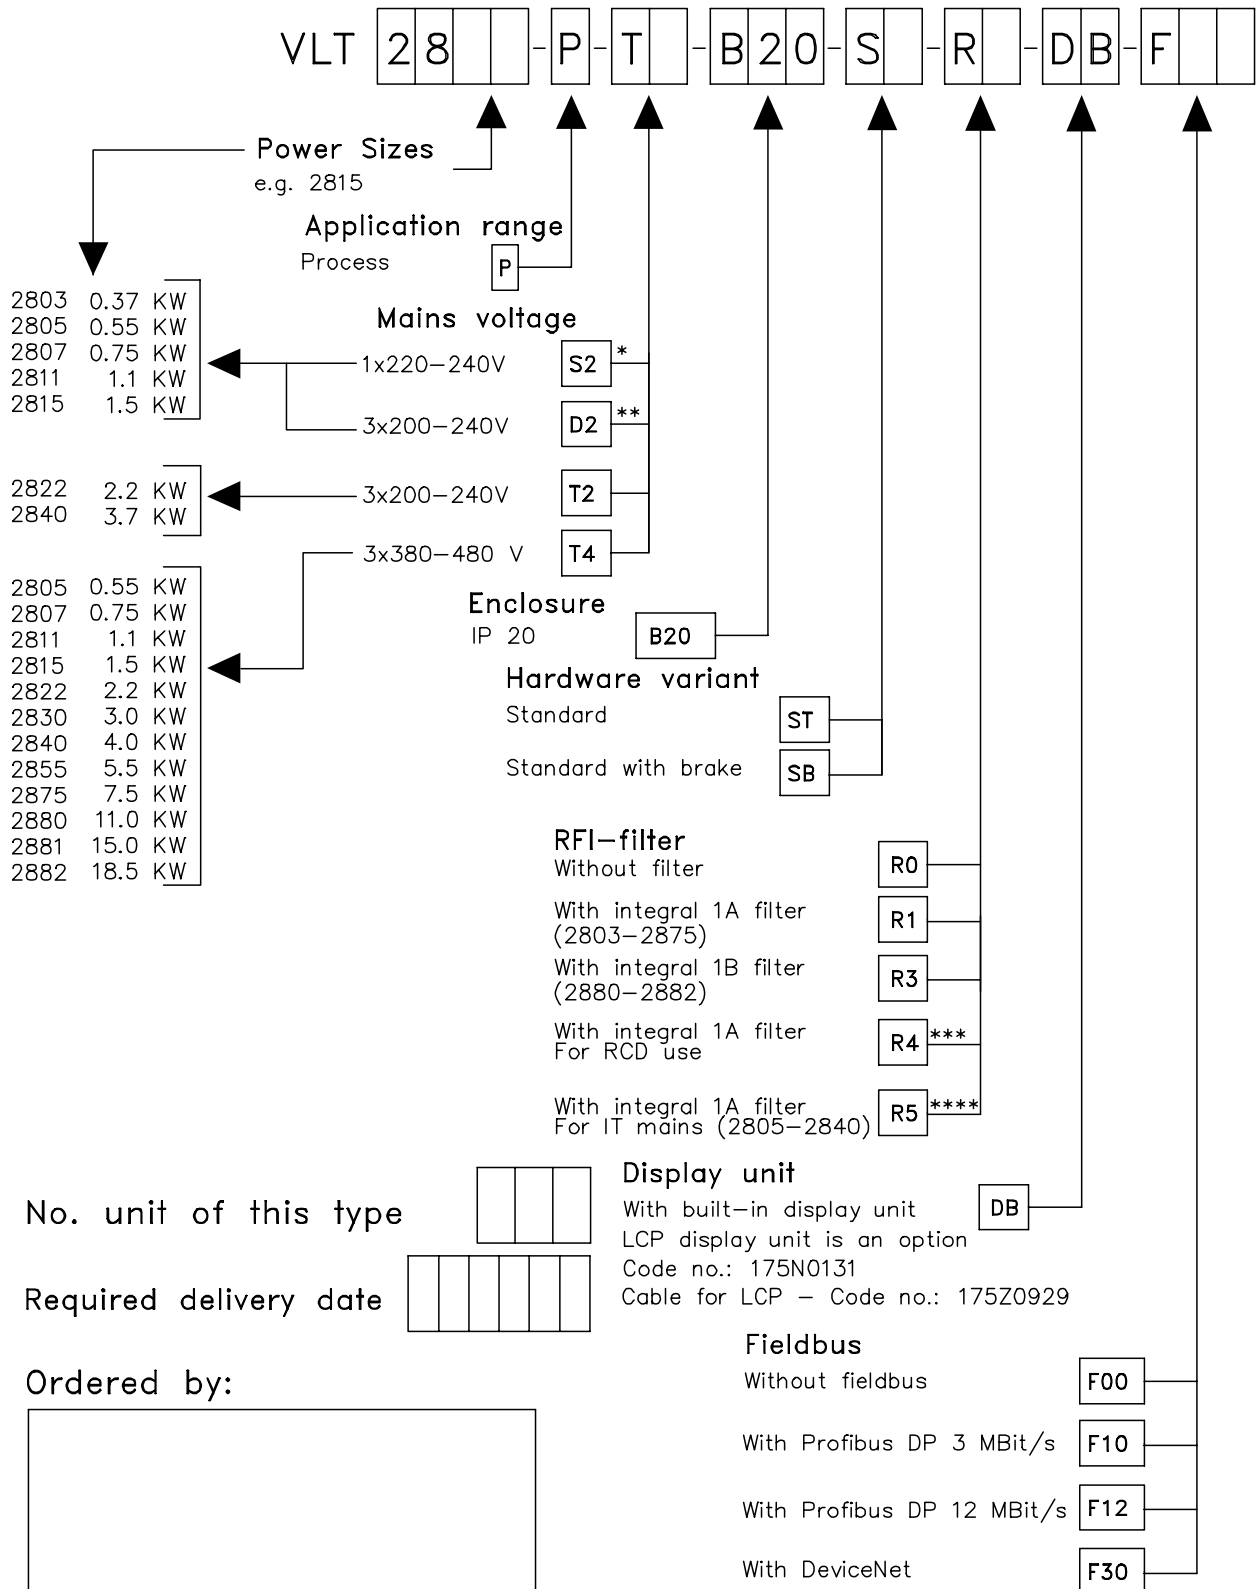 VLT 28 -P-T -B20-S -R -DB-F
Power Sizes
e.g. 2815
Application range
Process P
2803 0.37 KW
2805 0.55 KW
2807 0.75 KW
2811 1.1 KW
2815 1.5 KW
Mains voltage
1x220-240V S2 *
3x200-240V D2 **
2822 2.2 KW
2840 3.7 KW
3x200-240V T2
3x380-480 V T4
2805 0.55 KW
2807 0.75 KW
2811 1.1 KW
2815 1.5 KW
2822 2.2 KW
2830 3.0 KW
2840 4.0 KW
2855 5.5 KW
2875 7.5 KW
2880 11.0 KW
2881 15.0 KW
2882 18.5 KW
Enclosure
IP 20 B20
Hardware variant
Standard ST
Standard with brake SB
RFI-filter
Without filter R0
With integral 1A filter
(2803-2875) R1
With integral 1B filter
(2880-2882) R3
With integral 1A filter
For RCD use R4 ***
With integral 1A filter
For IT mains (2805-2840) R5 ****
Display unit
With built-in display unit DB
LCP display unit is an option
Code no.: 175N0131
Cable for LCP - Code no.: 175Z0929
No. unit of this type
Required delivery date
Ordered by:
Fieldbus
Without fieldbus F00
With Profibus DP 3 MBit/s F10
With Profibus DP 12 MBit/s F12
With DeviceNet F30